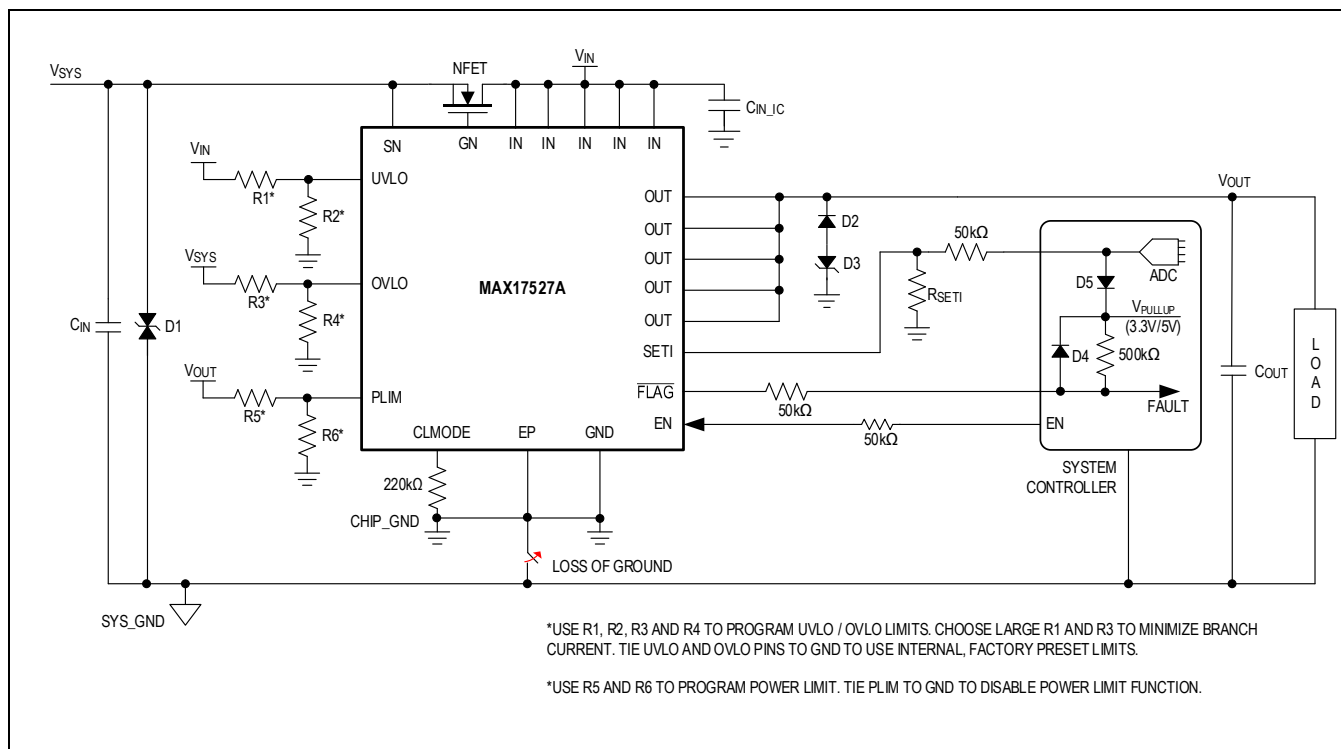 VSYS
NFET
VIN
CIN_IC
SN
GN
IN
IN
IN
IN
IN
VIN
R1*
UVLO
R2*
VSYS
R3*
OVLO
R4*
VOUT
R5*
PLIM
R6*
CIN
D1
MAX17527A
OUT
OUT
OUT
OUT
OUT
SETI
FLAG
EN
CLMODE
EP
GND
220kΩ
CHIP_GND
LOSS OF GROUND
SYS_GND
D2
D3
50kΩ
RSETI
50kΩ
50kΩ
ADC
D5
VPULLUP
(3.3V/5V)
D4
500kΩ
FAULT
EN
SYSTEM
CONTROLLER
VOUT
COUT
LOAD
*USE R1, R2, R3 AND R4 TO PROGRAM UVLO / OVLO LIMITS. CHOOSE LARGE R1 AND R3 TO MINIMIZE BRANCH
CURRENT. TIE UVLO AND OVLO PINS TO GND TO USE INTERNAL, FACTORY PRESET LIMITS.
*USE R5 AND R6 TO PROGRAM POWER LIMIT. TIE PLIM TO GND TO DISABLE POWER LIMIT FUNCTION.